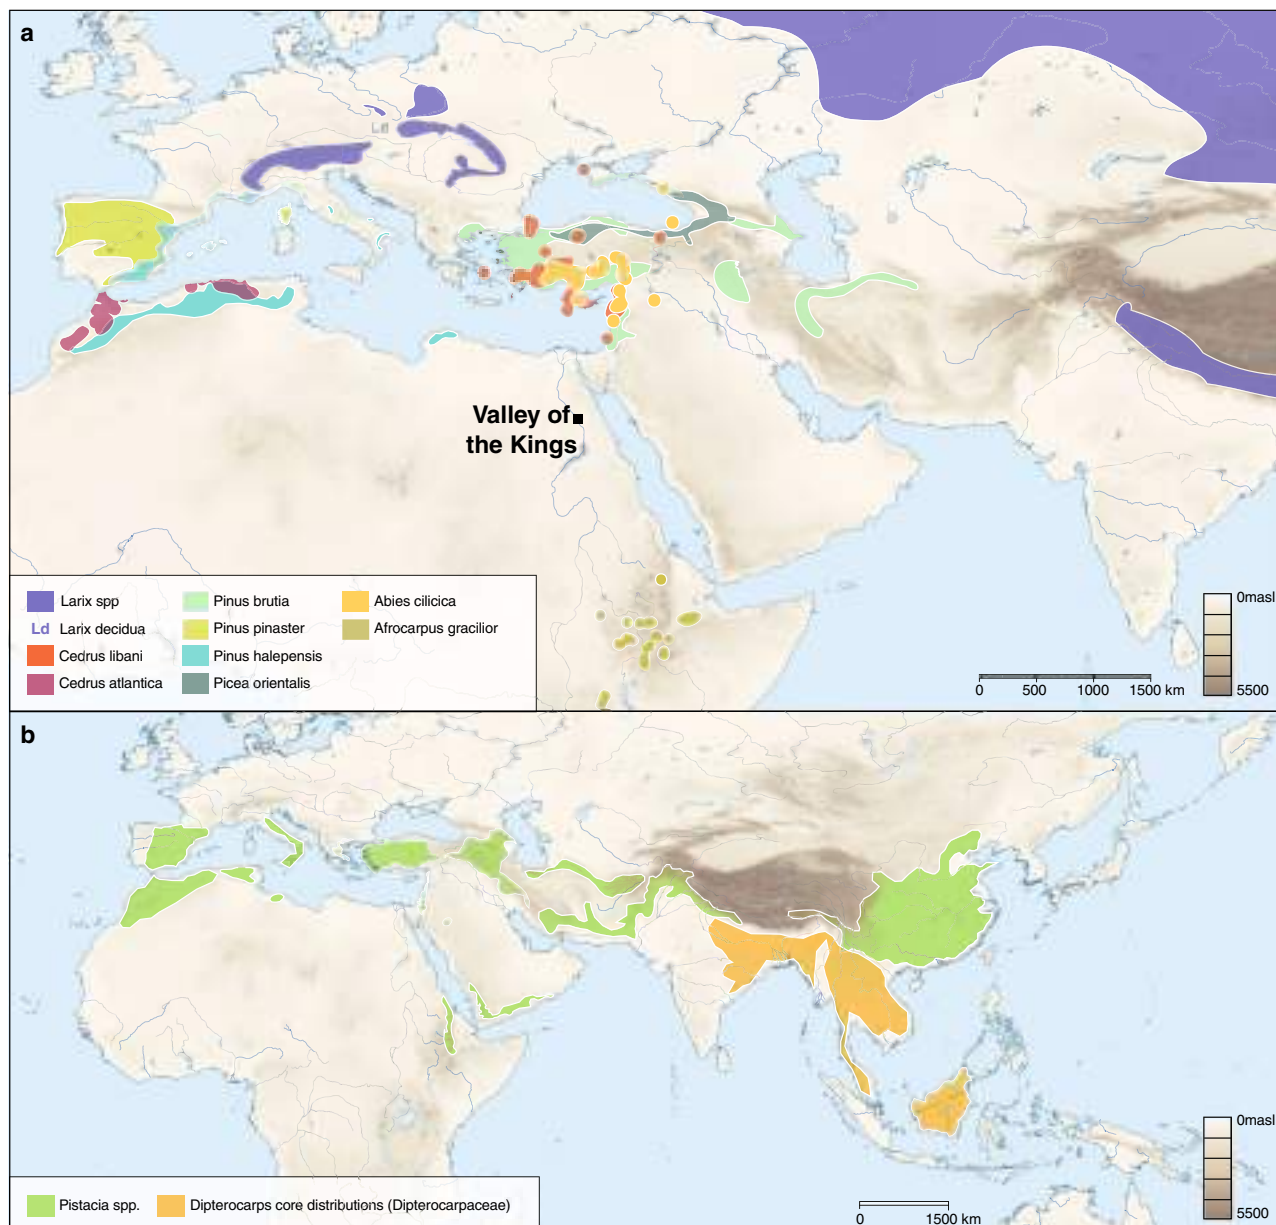 a
Ld
Valley of
the Kings
Larix spp
Ld Larix decidua
Cedrus libani
Cedrus atlantica
Pinus brutia
Pinus pinaster
Pinus halepensis
Picea orientalis
Abies cilicica
Afrocarpus gracilior
0 500 1000 1500 km
0masl
5500
b
Pistacia spp.
Dipterocarps core distributions (Dipterocarpaceae)
0 1500 km
0masl
5500